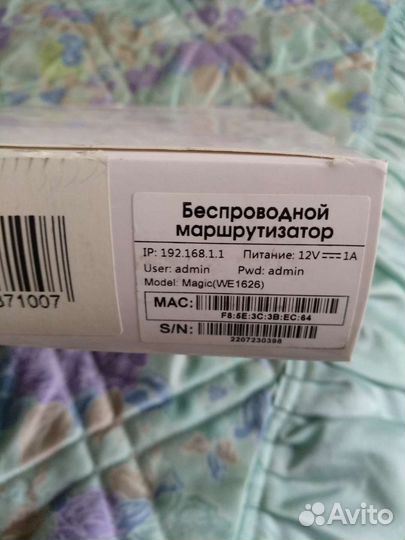 Беспроводной
маршрутизатор
IP: 192.168.1.1 Питание: 12V⎓1A
User: admin Pwd: admin
Model: Magic(WE1626)
MAC:
F8:5E:3C:3B:EC:64
S/N:
2207230398
71007
Avito